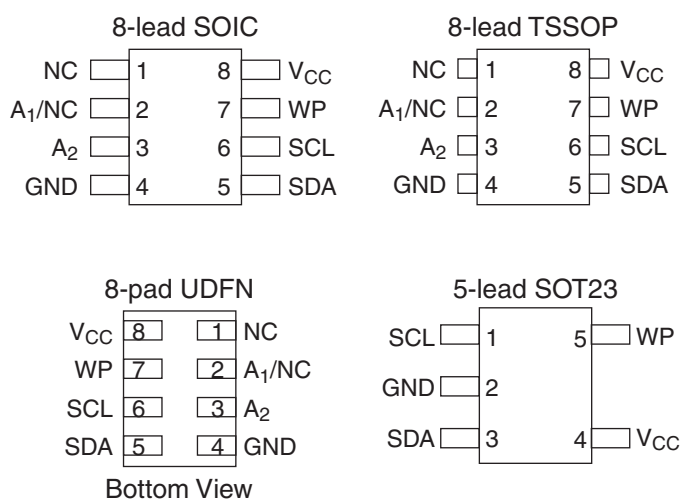 8-lead SOIC
NC 1 8 VCC
A1/NC 2 7 WP
A2 3 6 SCL
GND 4 5 SDA
8-lead TSSOP
NC 1 8 VCC
A1/NC 2 7 WP
A2 3 6 SCL
GND 4 5 SDA
8-pad UDFN
VCC 8 1 NC
WP 7 2 A1/NC
SCL 6 3 A2
SDA 5 4 GND
Bottom View
5-lead SOT23
SCL 1 5 WP
GND 2
SDA 3 4 VCC